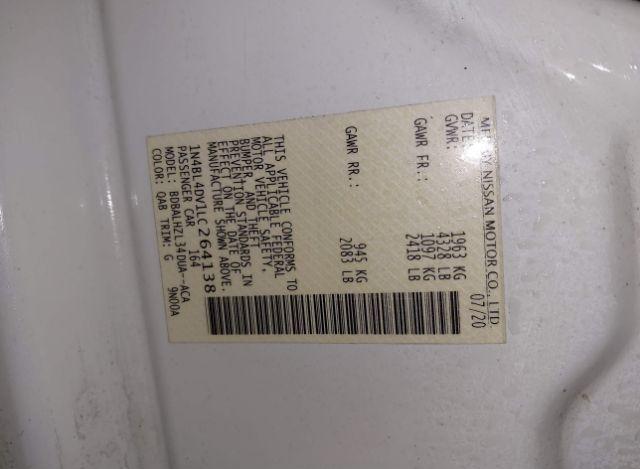 MFD BY NISSAN MOTOR CO., LTD.
DATE: 07/20
GVWR: 1963 KG
4328 LB
GAWR FR.: 1097 KG
2418 LB
GAWR RR.: 945 KG
2083 LB
THIS VEHICLE CONFORMS TO
ALL APPLICABLE FEDERAL
MOTOR VEHICLE SAFETY,
BUMPER, AND THEFT
PREVENTION STANDARDS IN
EFFECT ON THE DATE OF
MANUFACTURE SHOWN ABOVE.
1N4BL4DV1LC264138
PASSENGER CAR 164
MODEL: BDBALHZL34DUA--ACA
COLOR: QAB TRIM: G 9N00A